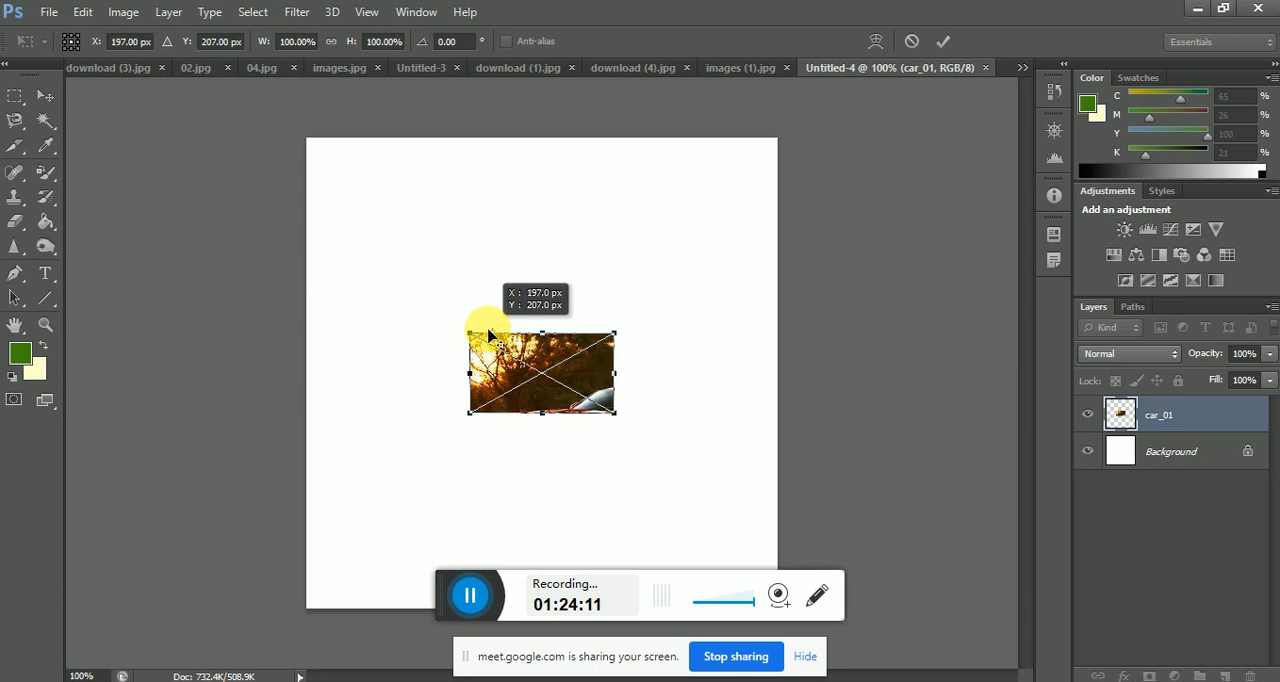 Ps File Edit Image Layer Type Select Filter 3D View Window Help
X: 197.00 px Y: 207.00 px W: 100.00% H: 100.00% 0.00 ° Anti-alias Essentials
download (3).jpg × 02.jpg × 04.jpg × images.jpg × Untitled-3 × download (1).jpg × download (4).jpg × images (1).jpg × Untitled-4 @ 100% (car_01, RGB/8) × >>
Color Swatches
C 65 %
M 26 %
Y 100 %
K 21 %
Adjustments Styles
Add an adjustment
X : 197.0 px
Y : 207.0 px
Layers Paths
Kind
Normal Opacity: 100%
Lock: Fill: 100%
car_01
Background
Recording...
01:24:11
meet.google.com is sharing your screen. Stop sharing Hide
100% Doc: 732.4K/508.9K